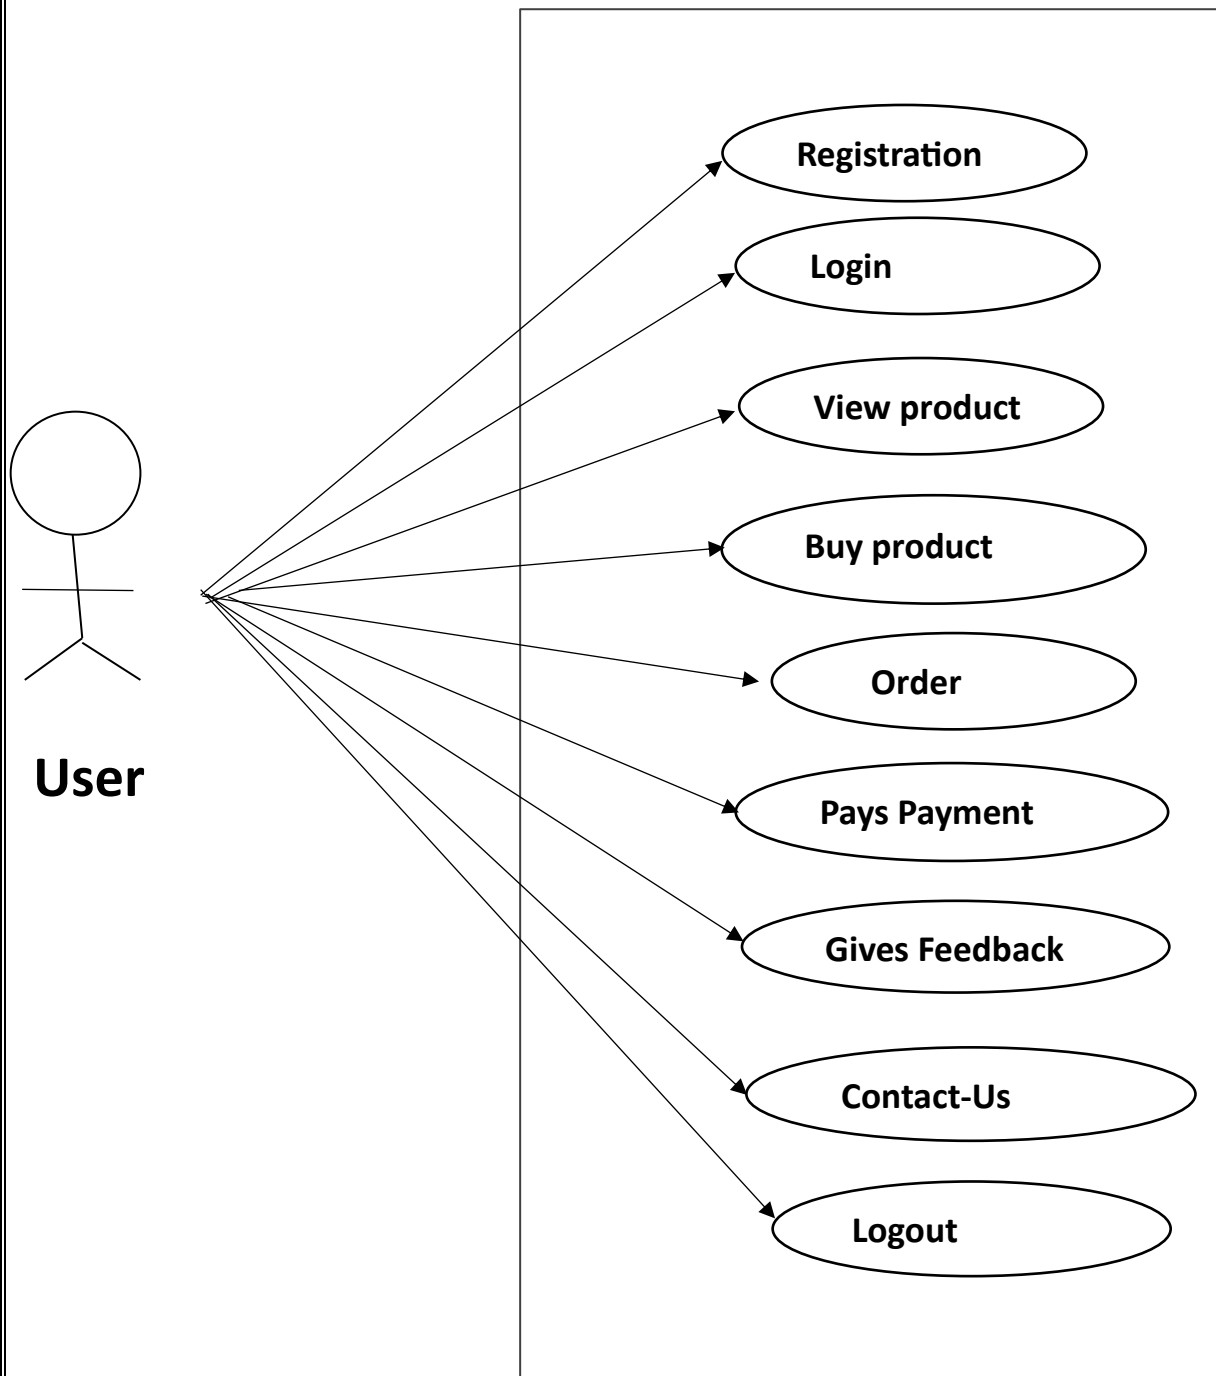 Registration
Login
View product
Buy product
Order
User
Pays Payment
Gives Feedback
Contact-Us
Logout